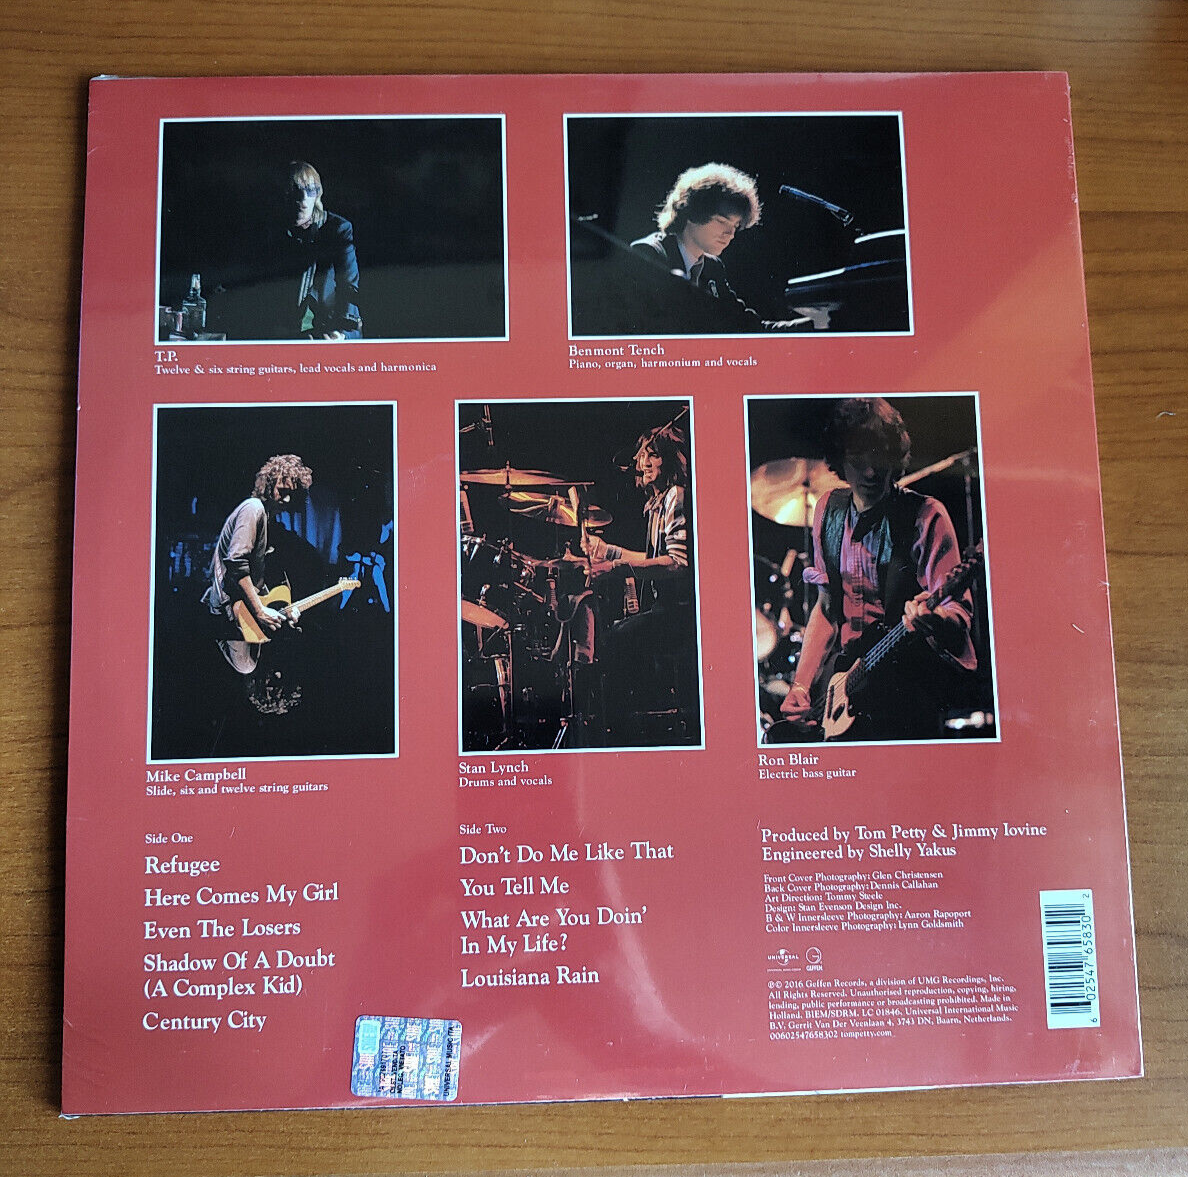 T.P.
Twelve & six string guitars, lead vocals and harmonica
Benmont Tench
Piano, organ, harmonium and vocals
Mike Campbell
Slide, six and twelve string guitars
Stan Lynch
Drums and vocals
Ron Blair
Electric bass guitar
Side One
Refugee
Here Comes My Girl
Even The Losers
Shadow Of A Doubt
(A Complex Kid)
Century City
Side Two
Don't Do Me Like That
You Tell Me
What Are You Doin'
In My Life?
Louisiana Rain
Produced by Tom Petty & Jimmy Iovine
Engineered by Shelly Yakus
Front Cover Photography: Glen Christensen
Back Cover Photography: Dennis Callahan
Art Direction: Tommy Steele
Design: Stan Evenson Design Inc.
B & W Innersleeve Photography: Aaron Rapoport
Color Innersleeve Photography: Lynn Goldsmith
UNIVERSAL
GEFFEN
℗© 2016 Geffen Records, a division of UMG Recordings, Inc.
All Rights Reserved. Unauthorised reproduction, copying, hiring,
lending, public performance or broadcasting prohibited. Made in
Holland. BIEM/SDRM. LC 01846. Universal International Music
B.V. Gerrit Van Der Veenlaan 4, 3743 DN, Baarn, Netherlands.
00602547658302 tompetty.com
6 02547 65830 2
SIAE